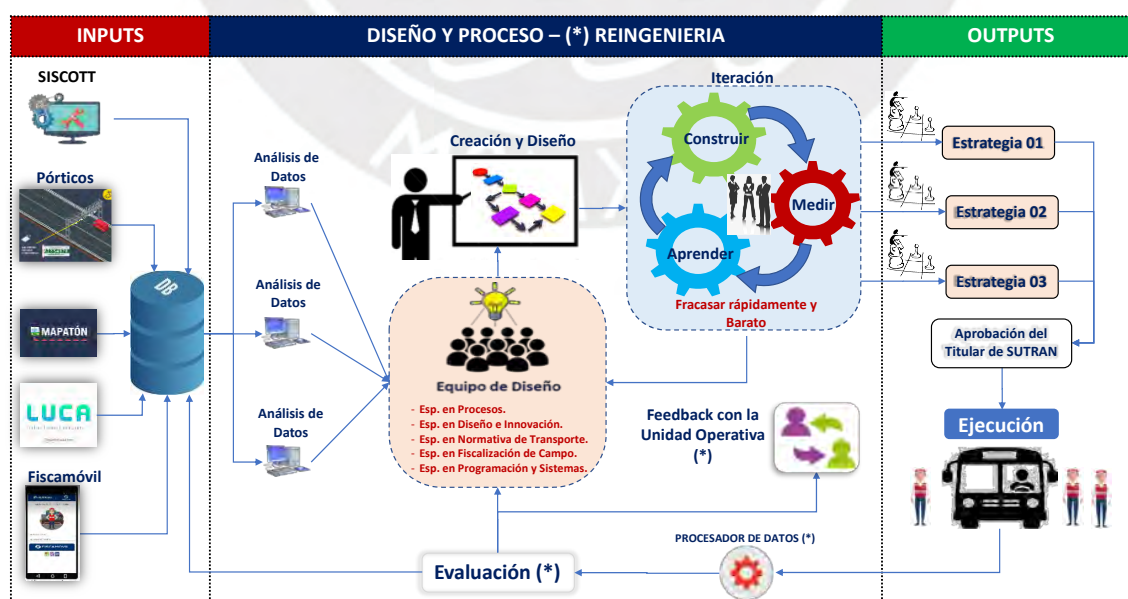 INPUTS
DISEÑO Y PROCESO – (*) REINGENIERIA
OUTPUTS
SISCOTT
Pórticos
DB
MAPATÓN
LUCA
Fiscamóvil
Análisis de
Datos
Análisis de
Datos
Análisis de
Datos
Creación y Diseño
Equipo de Diseño
- Esp. en Procesos.
- Esp. en Diseño e Innovación.
- Esp. en Normativa de Transporte.
- Esp. en Fiscalización de Campo.
- Esp. en Programación y Sistemas.
Iteración
Construir
Medir
Aprender
Fracasar rápidamente y
Barato
Feedback con la
Unidad Operativa
(*)
PROCESADOR DE DATOS (*)
Evaluación (*)
Estrategia 01
Estrategia 02
Estrategia 03
Aprobación del
Titular de SUTRAN
Ejecución